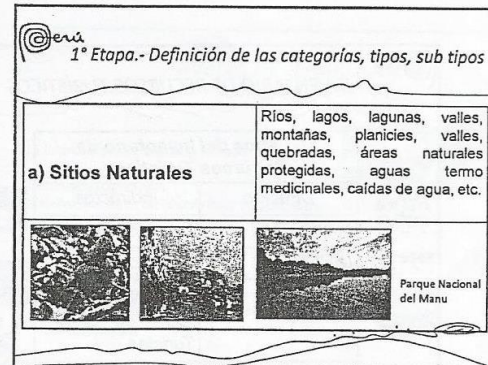 Perú
1° Etapa.- Definición de las categorías, tipos, sub tipos
Ríos, lagos, lagunas, valles,
montañas, planicies, valles,
quebradas, áreas naturales
protegidas, aguas termo
medicinales, caídas de agua, etc.
a) Sitios Naturales
Parque Nacional
del Manu